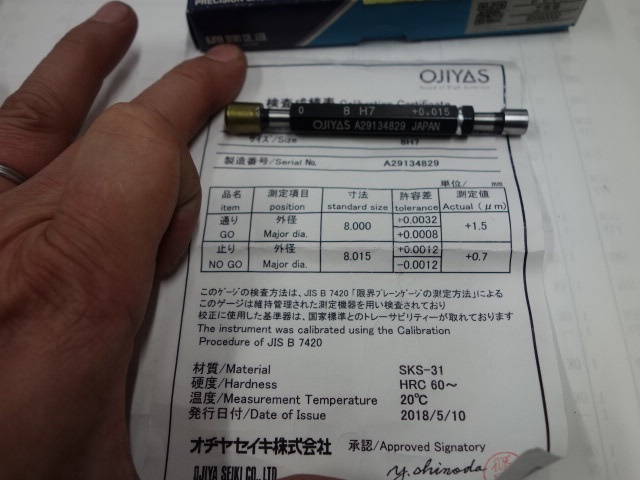 OJIYAS
検査成績表 Calibration Certificate
0 8 H7 +0.015
OJIYAS A29134829 JAPAN
サイズ/Size 8H7
製造番号/Serial No. A29134829
単位/ mm
品名 測定項目 寸法 許容差 測定値
item position standard size tolerance Actual (μm)
通り 外径 8.000 +0.0032 +1.5
GO Major dia. +0.0008
止り 外径 8.015 +0.0012 +0.7
NO GO Major dia. -0.0012
このゲージの検査方法は、JIS B 7420「限界プレーンゲージの測定方法」による
このゲージは維持管理された測定機器を用い検査されており
校正に使用した基準器は、国家標準とのトレーサビリティーが取れております
The instrument was calibrated using the Calibration
Procedure of JIS B 7420
材質/Material SKS-31
硬度/Hardness HRC 60～
温度/Measurement Temperature 20℃
発行日付/Date of Issue 2018/5/10
オヂヤセイキ株式会社 承認/Approved Signatory
OJIYA SEIKI CO., LTD. y. shinoda